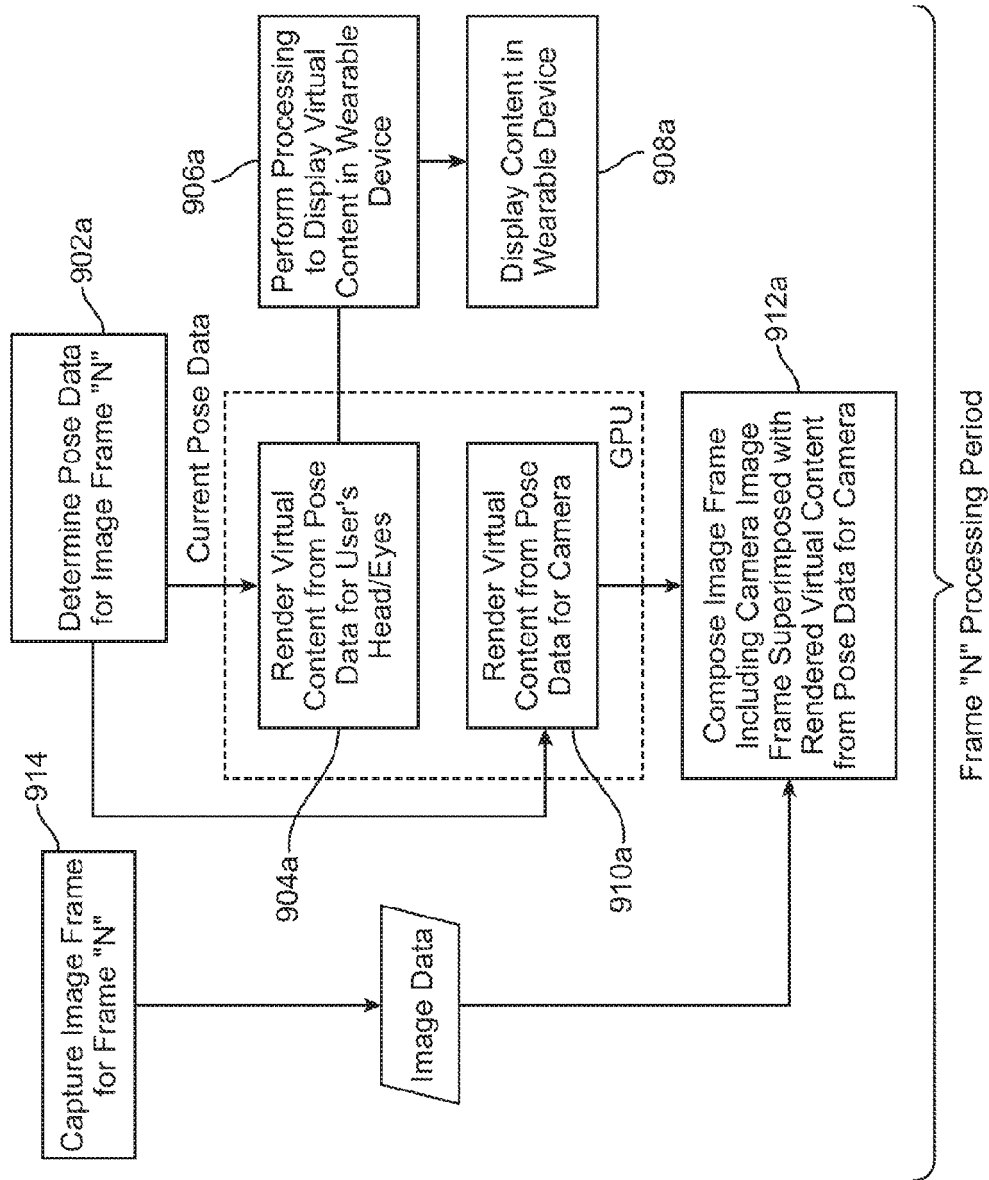 Capture Image Frame
for Frame "N"
914
Image Data
Determine Pose Data
for Image Frame "N"
902a
Current Pose Data
Render Virtual
Content from Pose
Data for User's
Head/Eyes
904a
Render Virtual
Content from Pose
Data for Camera
910a
GPU
Perform Processing
to Display Virtual
Content in Wearable
Device
906a
Display Content in
Wearable Device
908a
Compose Image Frame
Including Camera Image
Frame Superimposed with
Rendered Virtual Content
from Pose Data for Camera
912a
Frame "N" Processing Period